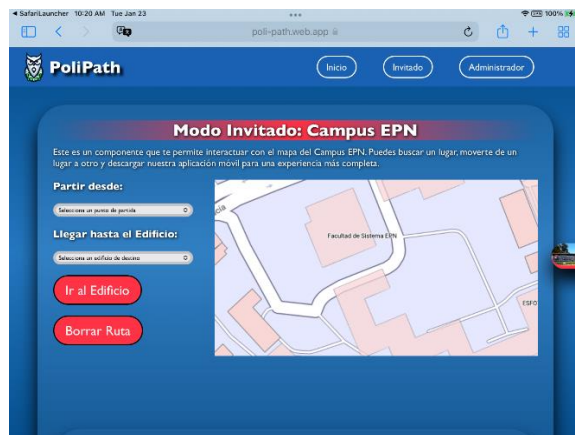 SafariLauncher 10:20 AM Tue Jan 23
100%
poli-path.web.app
PoliPath
Inicio
Invitado
Administrador
Modo Invitado: Campus EPN
Este es un componente que te permite interactuar con el mapa del Campus EPN. Puedes buscar un lugar, moverte de un
lugar a otro y descargar nuestra aplicación móvil para una experiencia más completa.
Partir desde:
Seleccione un punto de partida
Llegar hasta el Edificio:
Seleccione un edificio de destino
Ir al Edificio
Borrar Ruta
Facultad de Sistema EPN
ESFO